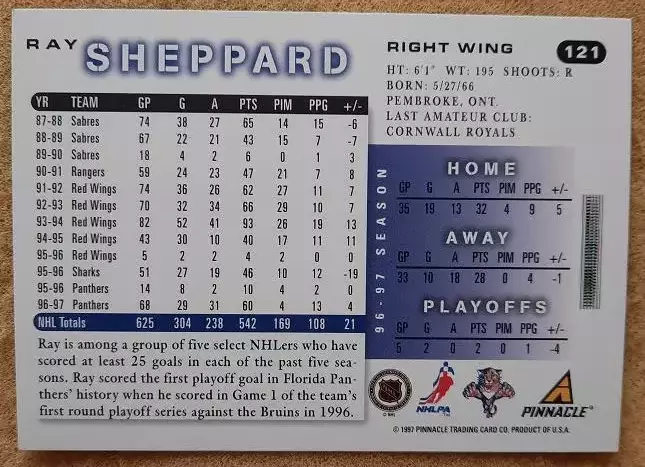 RAY SHEPPARD
RIGHT WING 121
HT: 6'1" WT: 195 SHOOTS: R
BORN: 5/27/66
PEMBROKE, ONT.
LAST AMATEUR CLUB:
CORNWALL ROYALS
YR TEAM GP G A PTS PIM PPG +/-
87-88 Sabres 74 38 27 65 14 15 -6
88-89 Sabres 67 22 21 43 15 7 -7
89-90 Sabres 18 4 2 6 0 1 3
90-91 Rangers 59 24 23 47 21 7 8
91-92 Red Wings 74 36 26 62 27 11 7
92-93 Red Wings 70 32 34 66 29 10 7
93-94 Red Wings 82 52 41 93 26 19 13
94-95 Red Wings 43 30 10 40 17 11 11
95-96 Red Wings 5 2 2 4 2 0 0
95-96 Sharks 51 27 19 46 10 12 -19
95-96 Panthers 14 8 2 10 4 2 0
96-97 Panthers 68 29 31 60 4 13 4
NHL Totals 625 304 238 542 169 108 21
Ray is among a group of five select NHLers who have
scored at least 25 goals in each of the past five sea-
sons. Ray scored the first playoff goal in Florida Pan-
thers' history when he scored in Game 1 of the team's
first round playoff series against the Bruins in 1996.
96-97 SEASON
HOME
GP G A PTS PIM PPG +/-
35 19 13 32 4 9 5
AWAY
GP G A PTS PIM PPG +/-
33 10 18 28 0 4 -1
PLAYOFFS
GP G A PTS PIM PPG +/-
5 2 0 2 0 1 -4
NHL
© NHL
NHLPA
PINNACLE
© 1997 PINNACLE TRADING CARD CO. PRODUCT OF U.S.A.